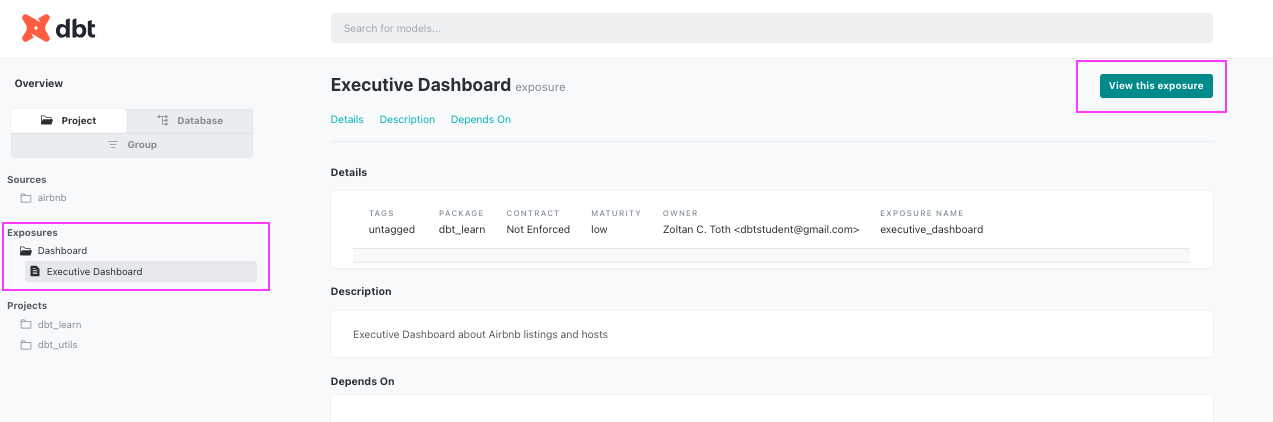 dbt
Search for models...
Overview
Project
Database
Group
Sources
airbnb
Exposures
Dashboard
Executive Dashboard
Projects
dbt_learn
dbt_utils
Executive Dashboard exposure
View this exposure
Details Description Depends On
Details
TAGS PACKAGE CONTRACT MATURITY OWNER EXPOSURE NAME
untagged dbt_learn Not Enforced low Zoltan C. Toth <dbtstudent@gmail.com> executive_dashboard
Description
Executive Dashboard about Airbnb listings and hosts
Depends On